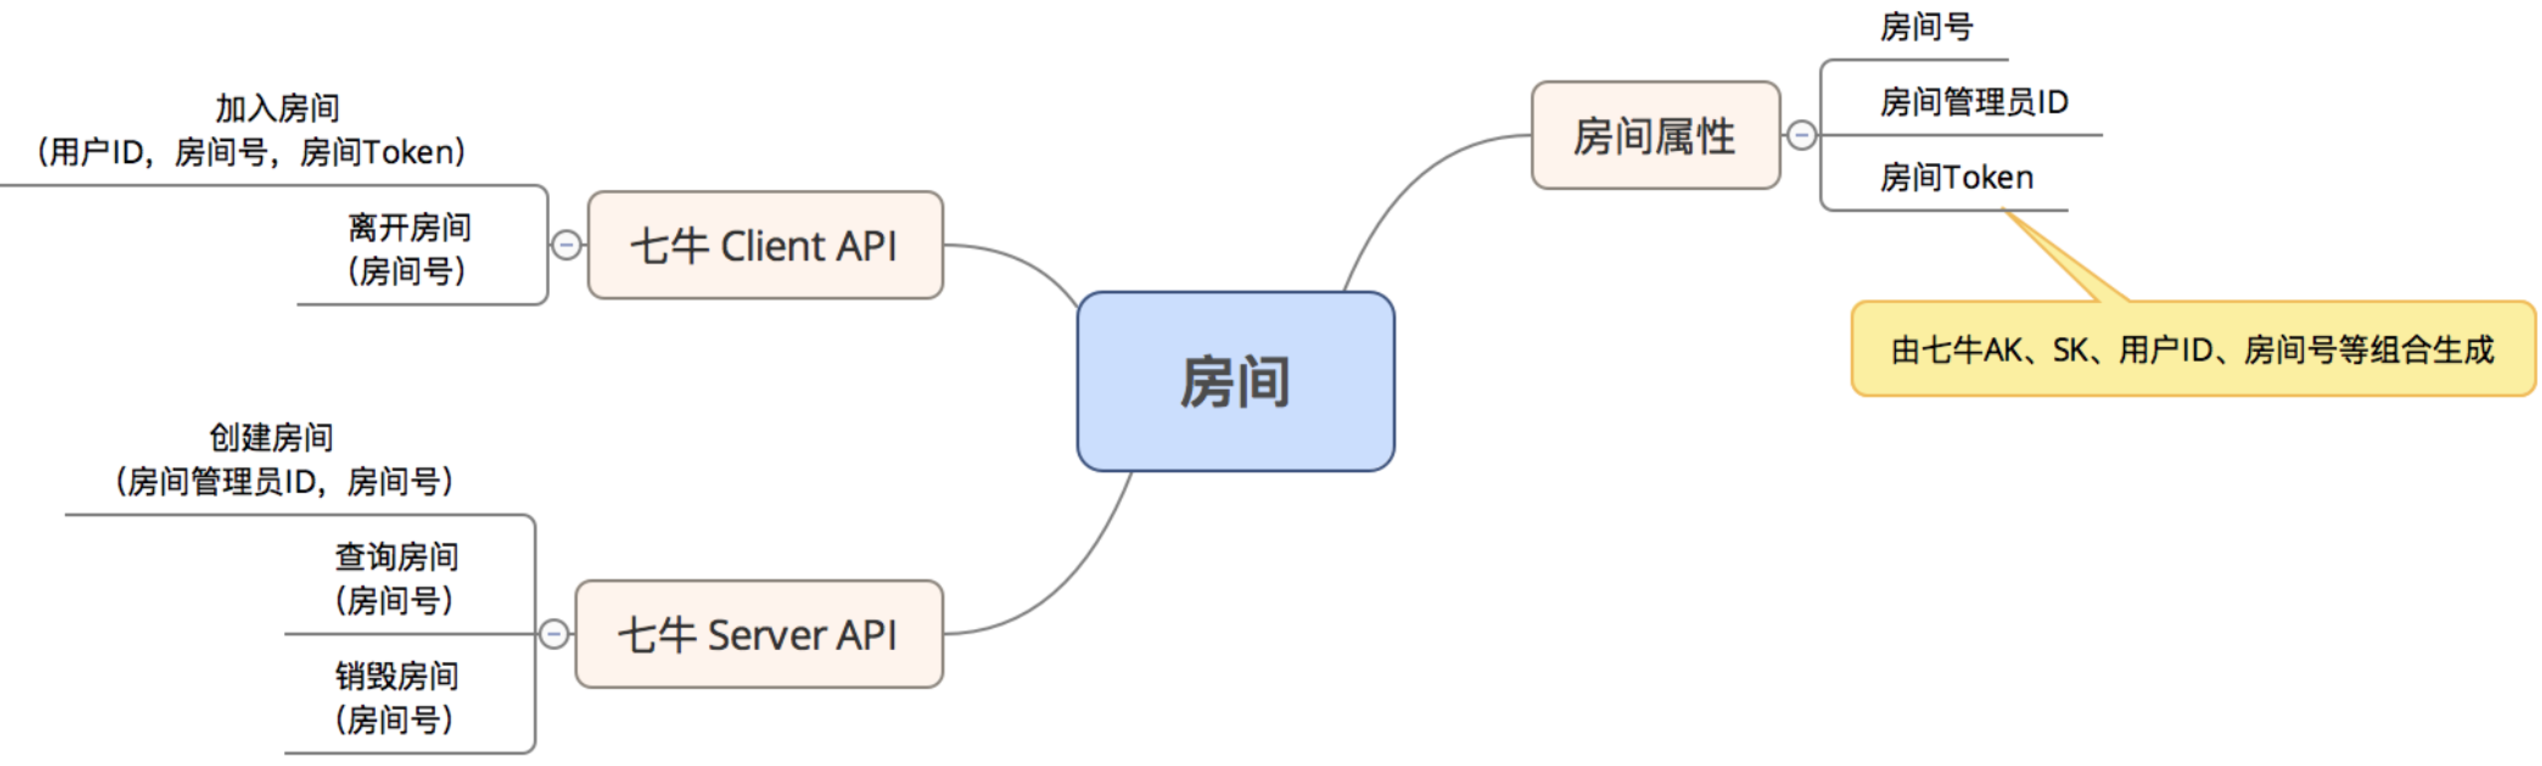 房间
房间属性
房间号
房间管理员ID
房间Token
由七牛AK、SK、用户ID、房间号等组合生成
七牛 Client API
加入房间
（用户ID，房间号，房间Token）
离开房间
（房间号）
七牛 Server API
创建房间
（房间管理员ID，房间号）
查询房间
（房间号）
销毁房间
（房间号）